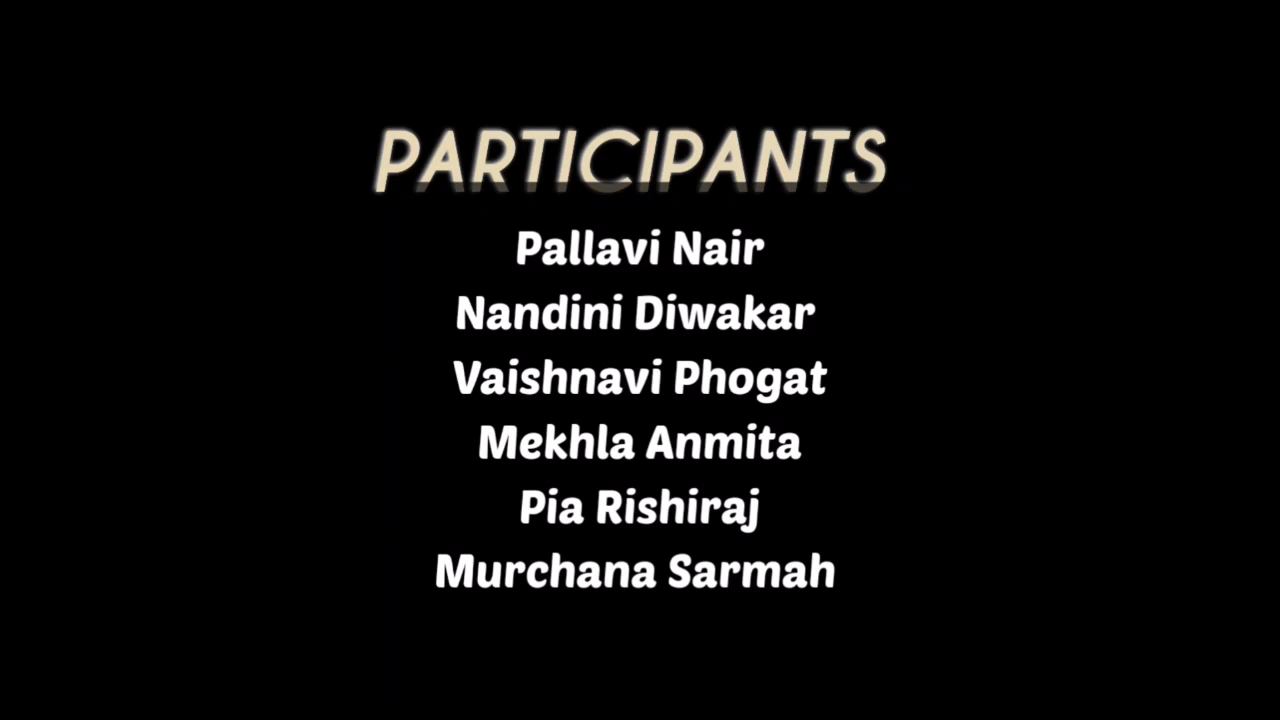 PARTICIPANTS
Pallavi Nair
Nandini Diwakar
Vaishnavi Phogat
Mekhla Anmita
Pia Rishiraj
Murchana Sarmah